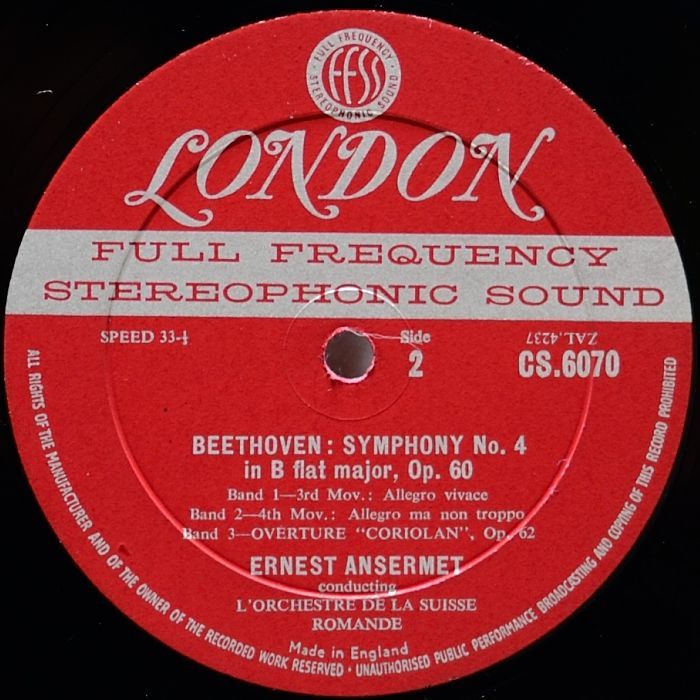 FULL FREQUENCY
FFSS
STEREOPHONIC SOUND
LONDON
FULL FREQUENCY
STEREOPHONIC SOUND
SPEED 33-⅓
Side
2
ZAL.4237
CS.6070
BEETHOVEN: SYMPHONY No. 4
in B flat major, Op. 60
Band 1—3rd Mov.: Allegro vivace
Band 2—4th Mov.: Allegro ma non troppo
Band 3—OVERTURE "CORIOLAN", Op. 62
ERNEST ANSERMET
conducting
L'ORCHESTRE DE LA SUISSE
ROMANDE
Made in England
ALL RIGHTS OF THE MANUFACTURER AND OF THE OWNER OF THE RECORDED WORK RESERVED · UNAUTHORISED PUBLIC PERFORMANCE BROADCASTING AND COPYING OF THIS RECORD PROHIBITED